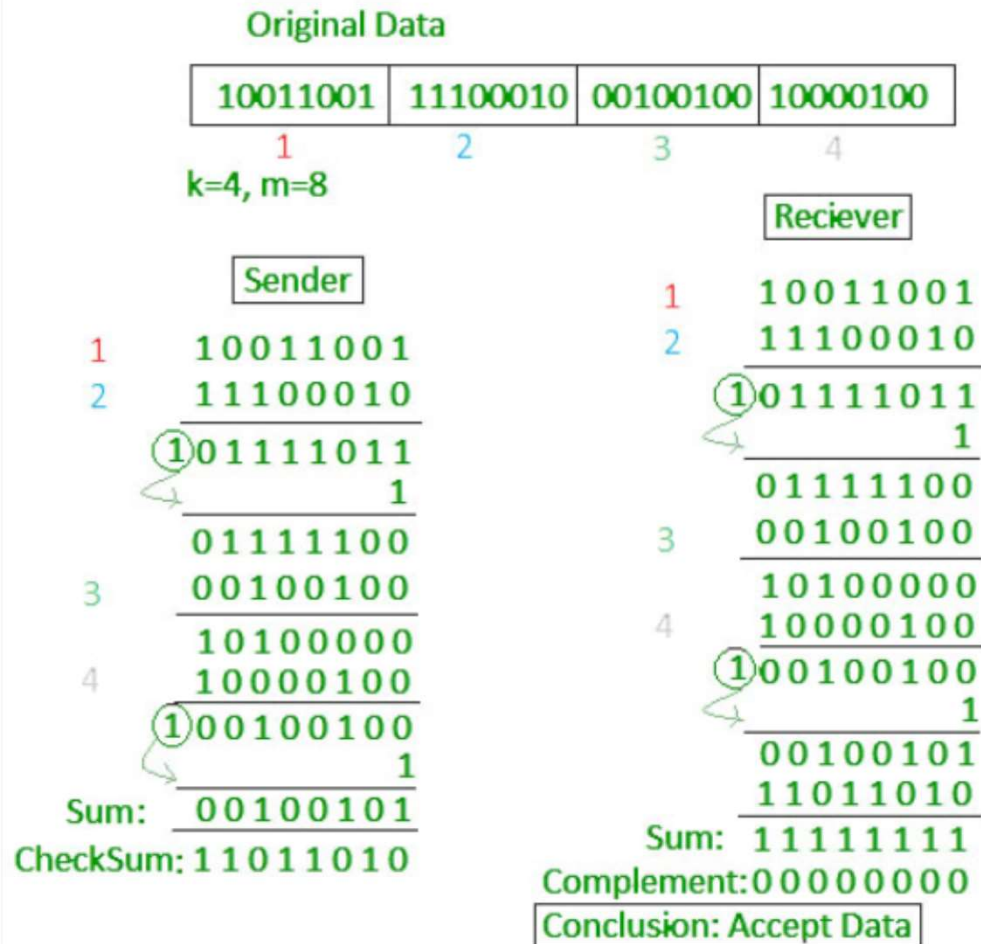 Original Data
10011001 11100010 00100100 10000100
1 2 3 4
k=4, m=8
Sender
1 10011001
2 11100010
1 01111011
1
01111100
3 00100100
10100000
4 10000100
1 00100100
1
Sum: 00100101
CheckSum: 11011010
Reciever
1 10011001
2 11100010
1 01111011
1
01111100
3 00100100
10100000
4 10000100
1 00100100
1
00100101
11011010
Sum: 11111111
Complement: 00000000
Conclusion: Accept Data